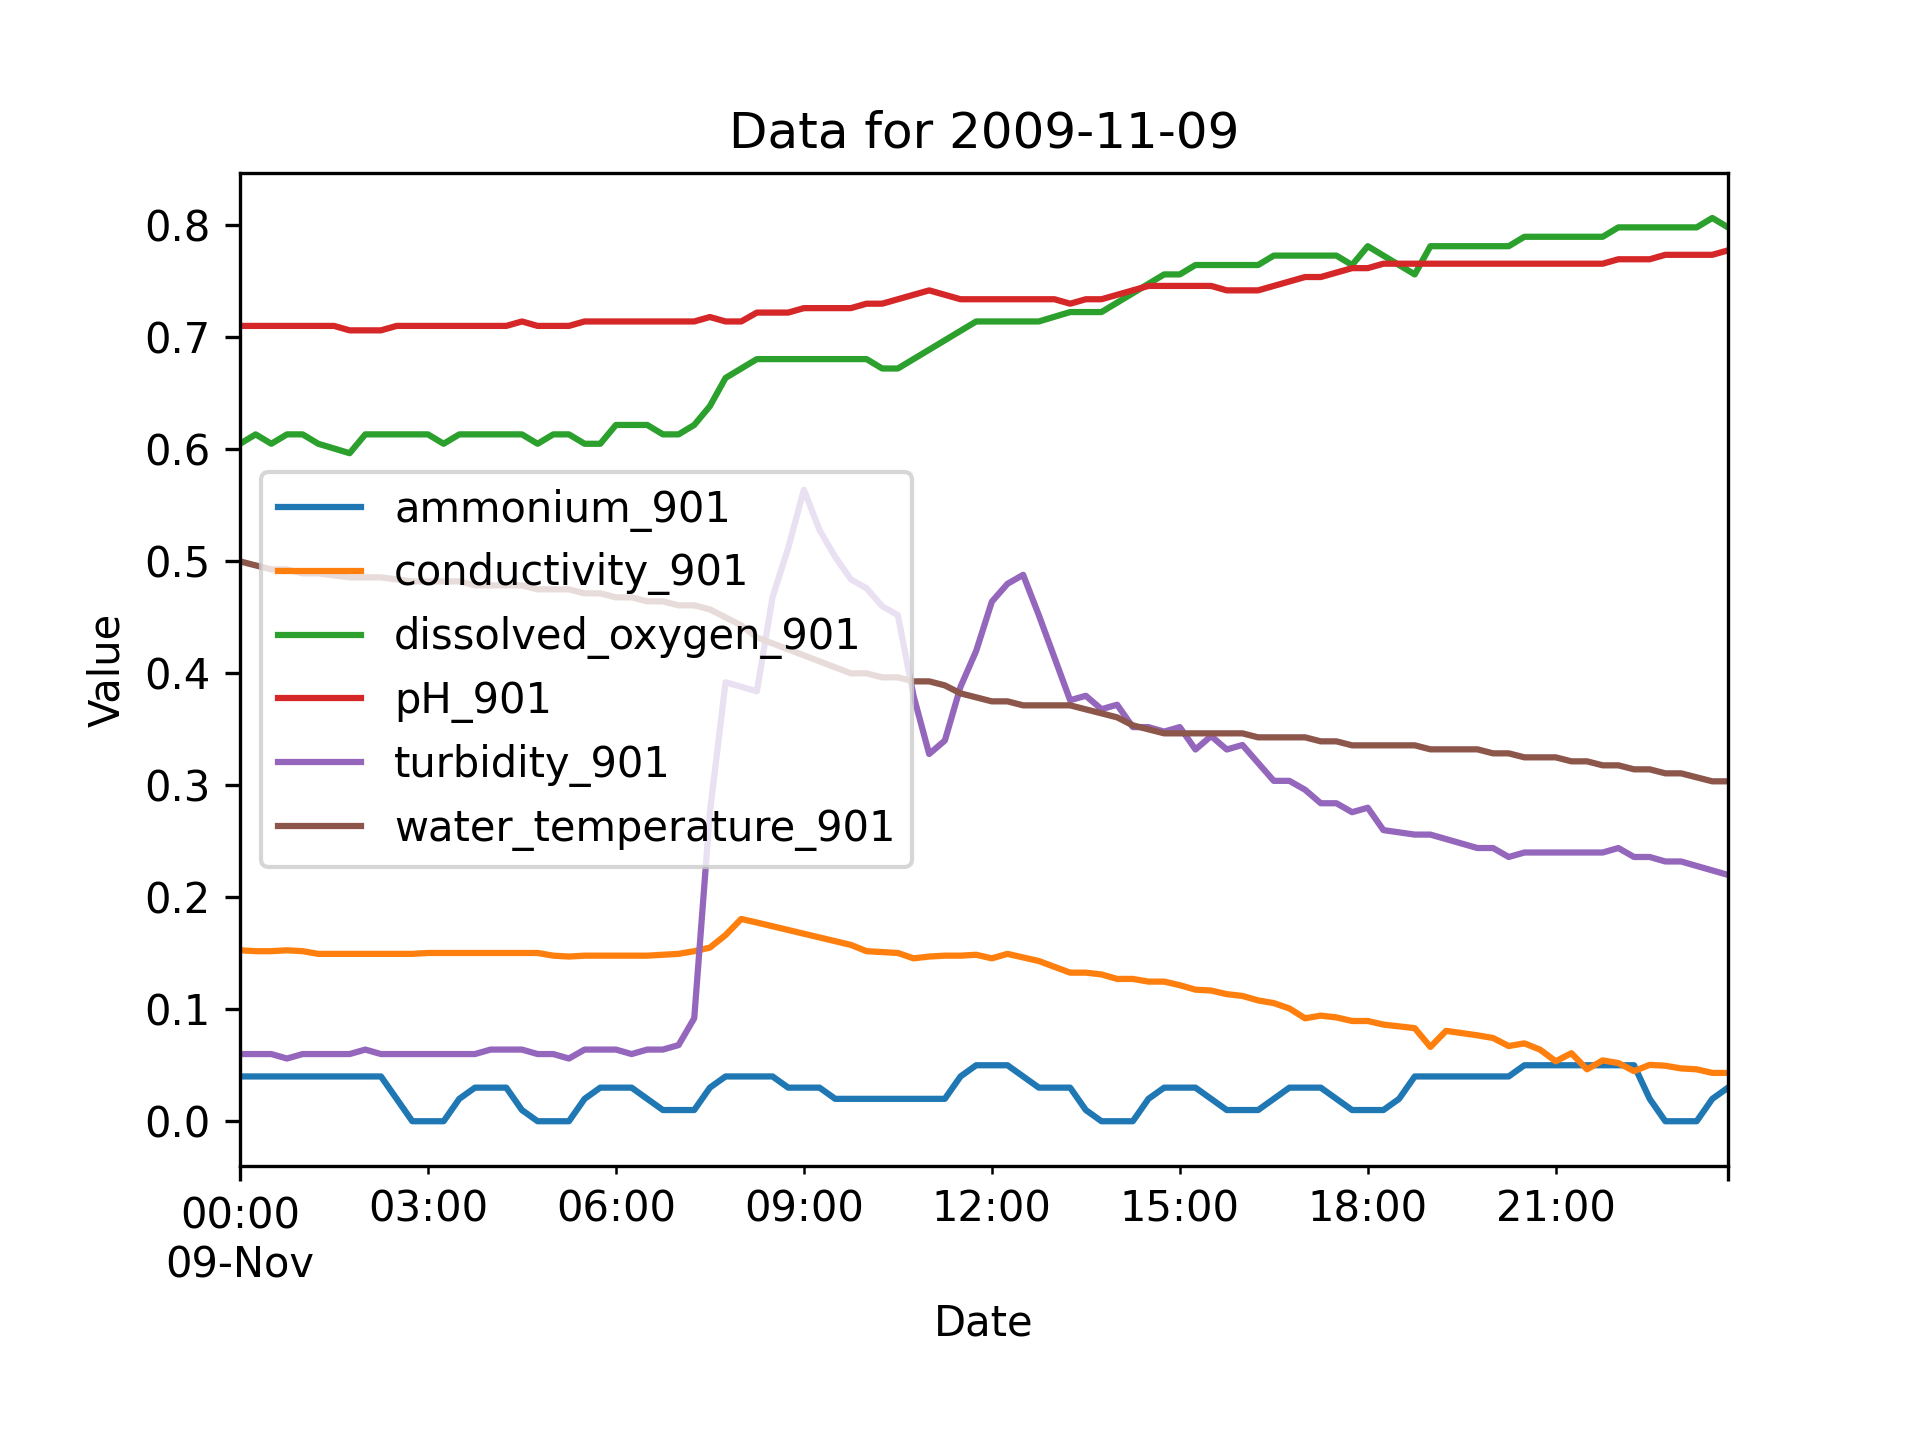 Data for 2009-11-09
0.8
0.7
0.6
0.5
0.4
0.3
0.2
0.1
0.0
Value
ammonium_901
conductivity_901
dissolved_oxygen_901
pH_901
turbidity_901
water_temperature_901
00:00 03:00 06:00 09:00 12:00 15:00 18:00 21:00
09-Nov
Date